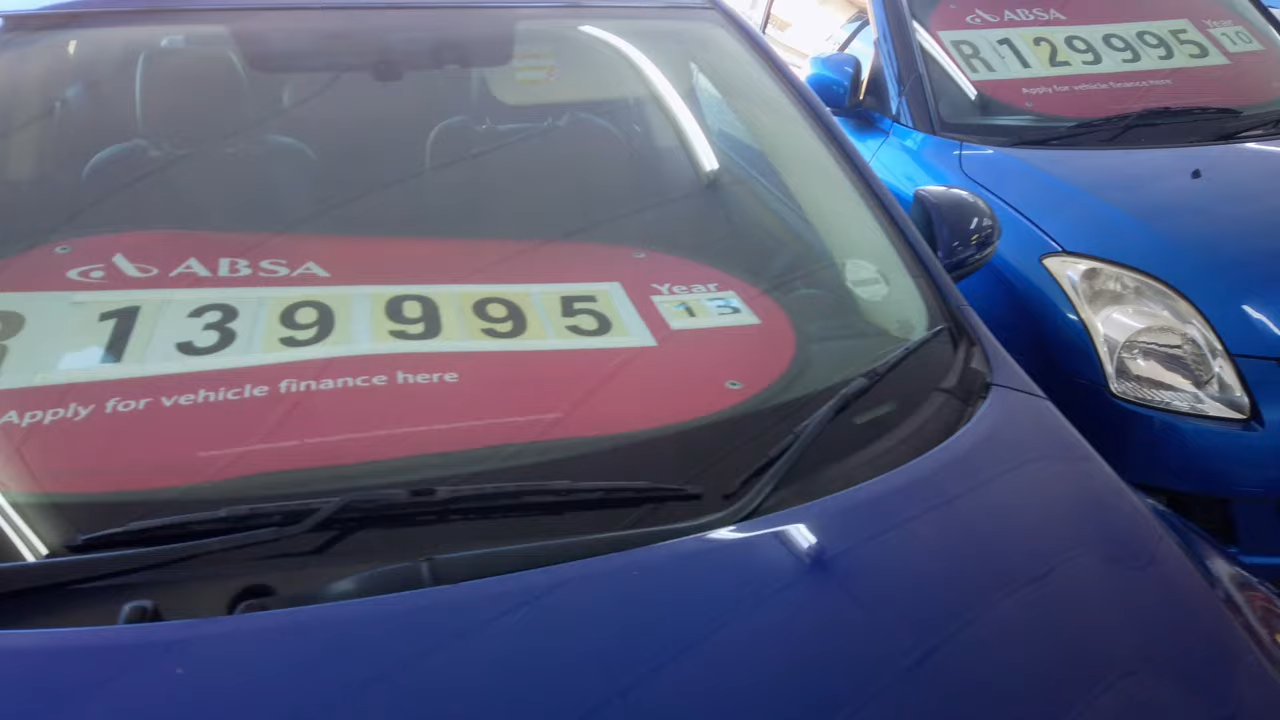 ABSA
R 139995
Year
13
Apply for vehicle finance here
ABSA
R129995
Year
10
Apply for vehicle finance here